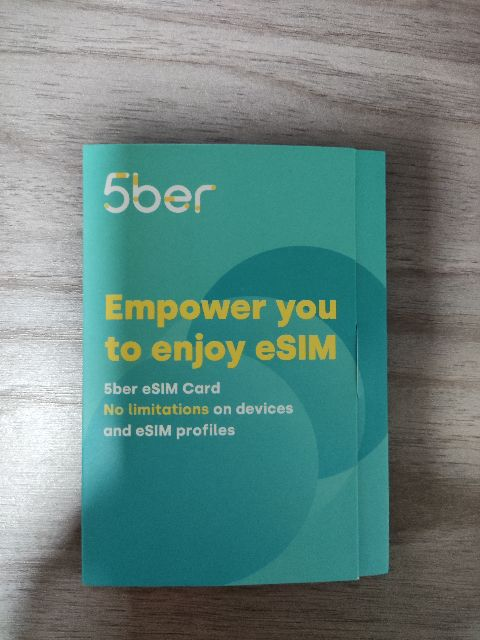 5ber
Empower you
to enjoy eSIM
5ber eSIM Card
No limitations on devices
and eSIM profiles